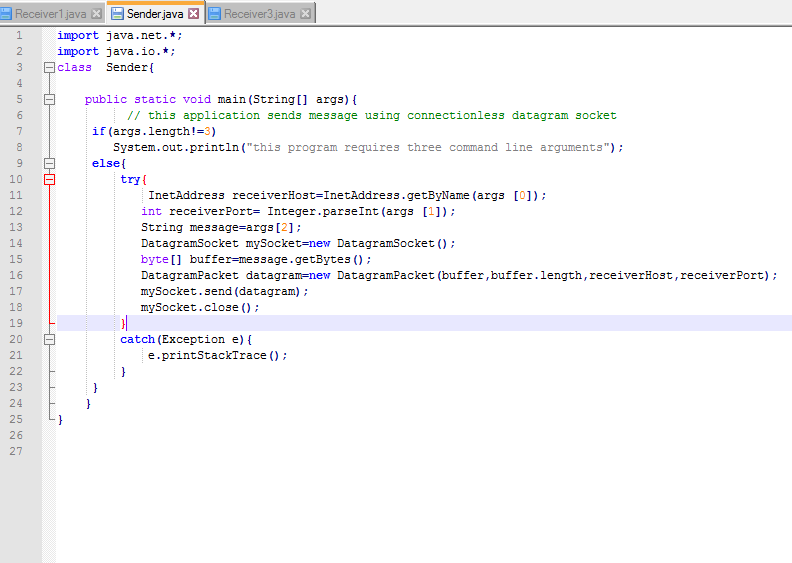 Receiver1.java Sender.java Receiver3.java
1 import java.net.*;
2 import java.io.*;
3 class  Sender{
4
5     public static void main(String[] args){
6           // this application sends message using connectionless datagram socket
7      if(args.length!=3)
8         System.out.println("this program requires three command line arguments");
9      else{
10          try{
11              InetAddress receiverHost=InetAddress.getByName(args [0]);
12             int receiverPort= Integer.parseInt(args [1]);
13             String message=args[2];
14             DatagramSocket mySocket=new DatagramSocket();
15             byte[] buffer=message.getBytes();
16             DatagramPacket datagram=new DatagramPacket(buffer,buffer.length,receiverHost,receiverPort);
17             mySocket.send(datagram);
18             mySocket.close();
19          }
20          catch(Exception e){
21              e.printStackTrace();
22          }
23      }
24     }
25 }
26
27